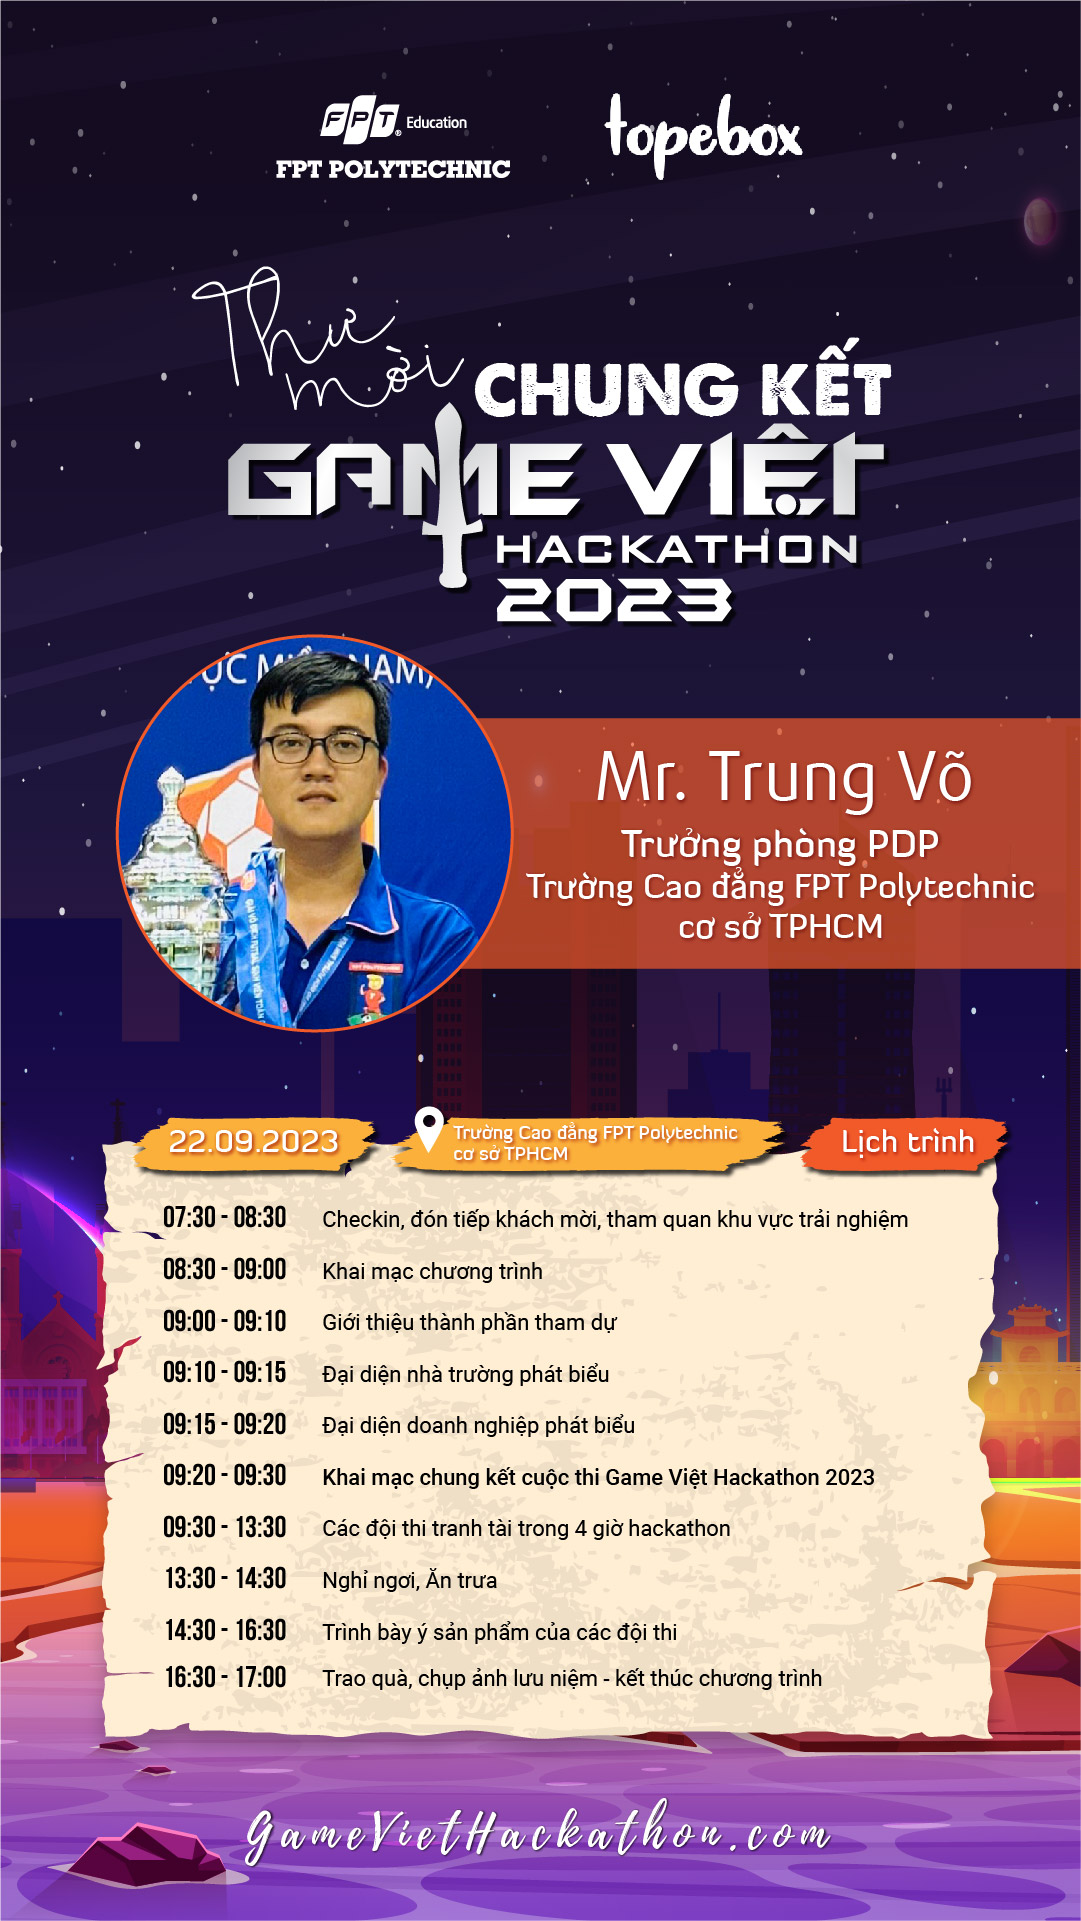 FPT Education
FPT POLYTECHNIC
topebox
Thư mời
CHUNG KẾT
GAME VIỆT
HACKATHON
2023
VỰC MIỀN NAM,
Mr. Trung Võ
Trưởng phòng PDP
Trường Cao đẳng FPT Polytechnic
cơ sở TPHCM
FPT POLYTECHNIC
22.09.2023
Trường Cao đẳng FPT Polytechnic
cơ sở TPHCM
Lịch trình
07:30 - 08:30 Checkin, đón tiếp khách mời, tham quan khu vực trải nghiệm
08:30 - 09:00 Khai mạc chương trình
09:00 - 09:10 Giới thiệu thành phần tham dự
09:10 - 09:15 Đại diện nhà trường phát biểu
09:15 - 09:20 Đại diện doanh nghiệp phát biểu
09:20 - 09:30 Khai mạc chung kết cuộc thi Game Việt Hackathon 2023
09:30 - 13:30 Các đội thi tranh tài trong 4 giờ hackathon
13:30 - 14:30 Nghỉ ngơi, Ăn trưa
14:30 - 16:30 Trình bày ý sản phẩm của các đội thi
16:30 - 17:00 Trao quà, chụp ảnh lưu niệm - kết thúc chương trình
GameVietHackathon.com